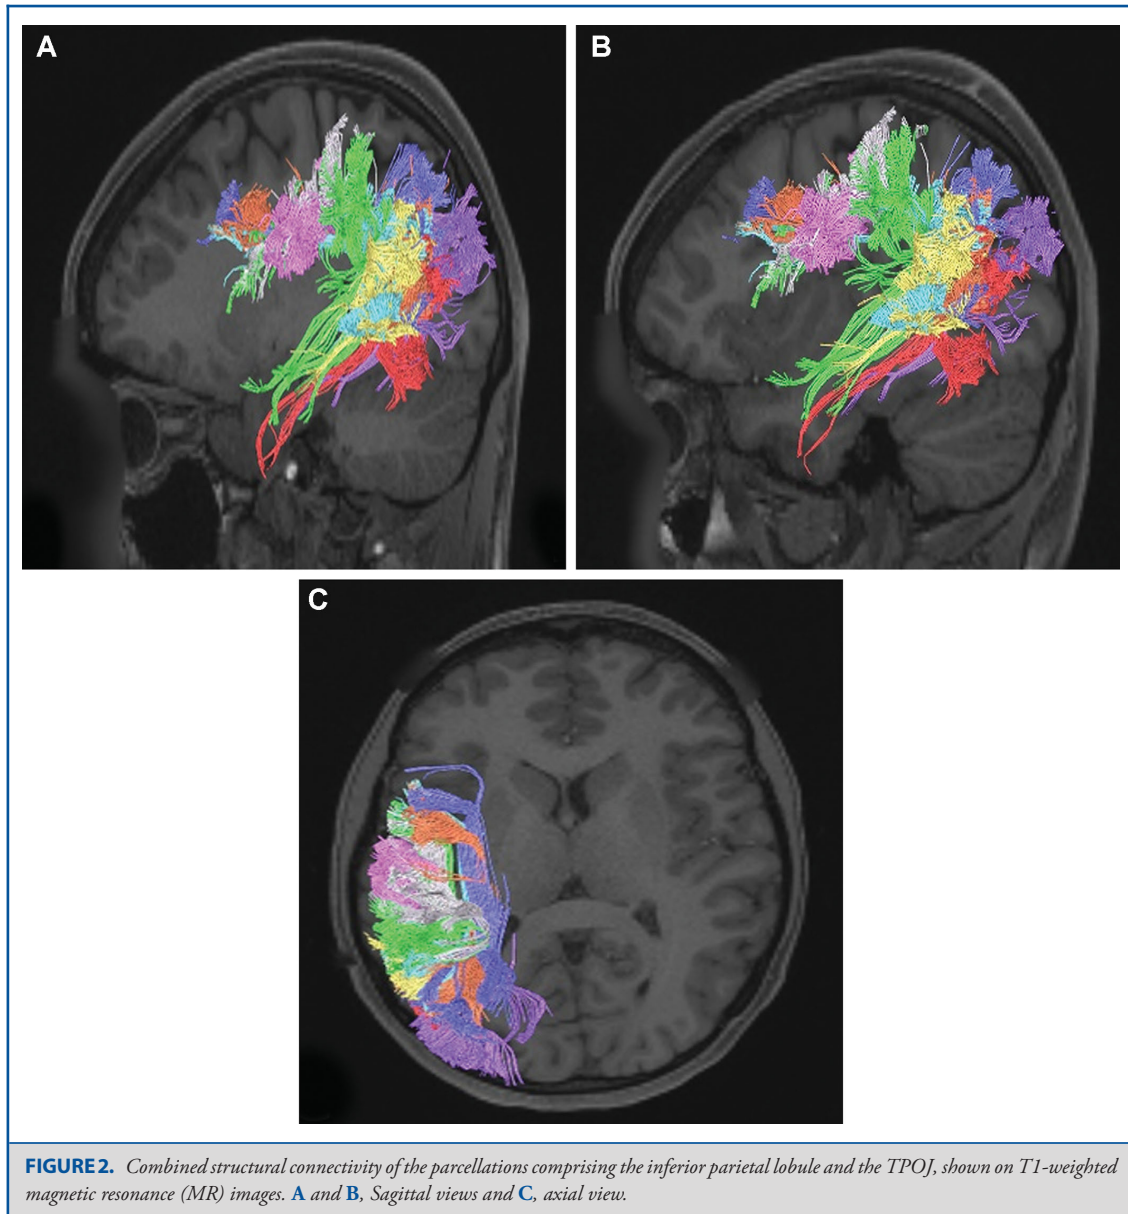 A
B
C
FIGURE 2. Combined structural connectivity of the parcellations comprising the inferior parietal lobule and the TPOJ, shown on T1-weighted
magnetic resonance (MR) images. A and B, Sagittal views and C, axial view.